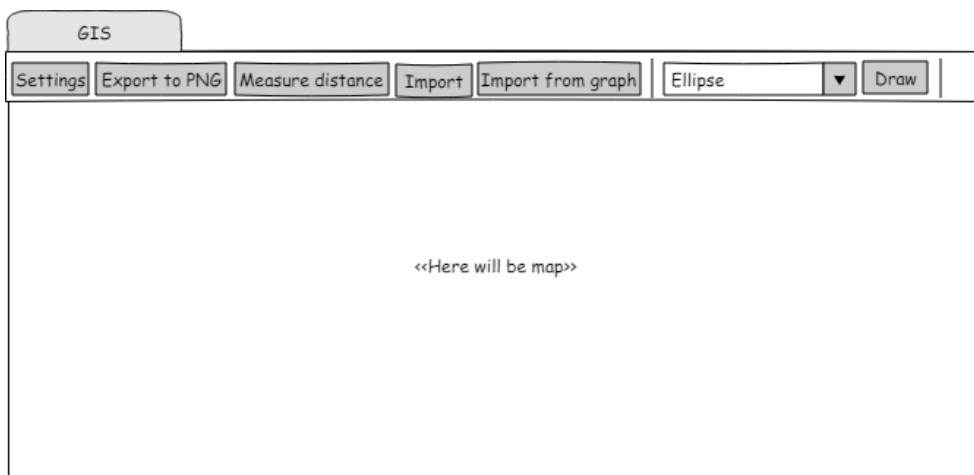 GIS
Settings Export to PNG Measure distance Import Import from graph Ellipse Draw
<<Here will be map>>